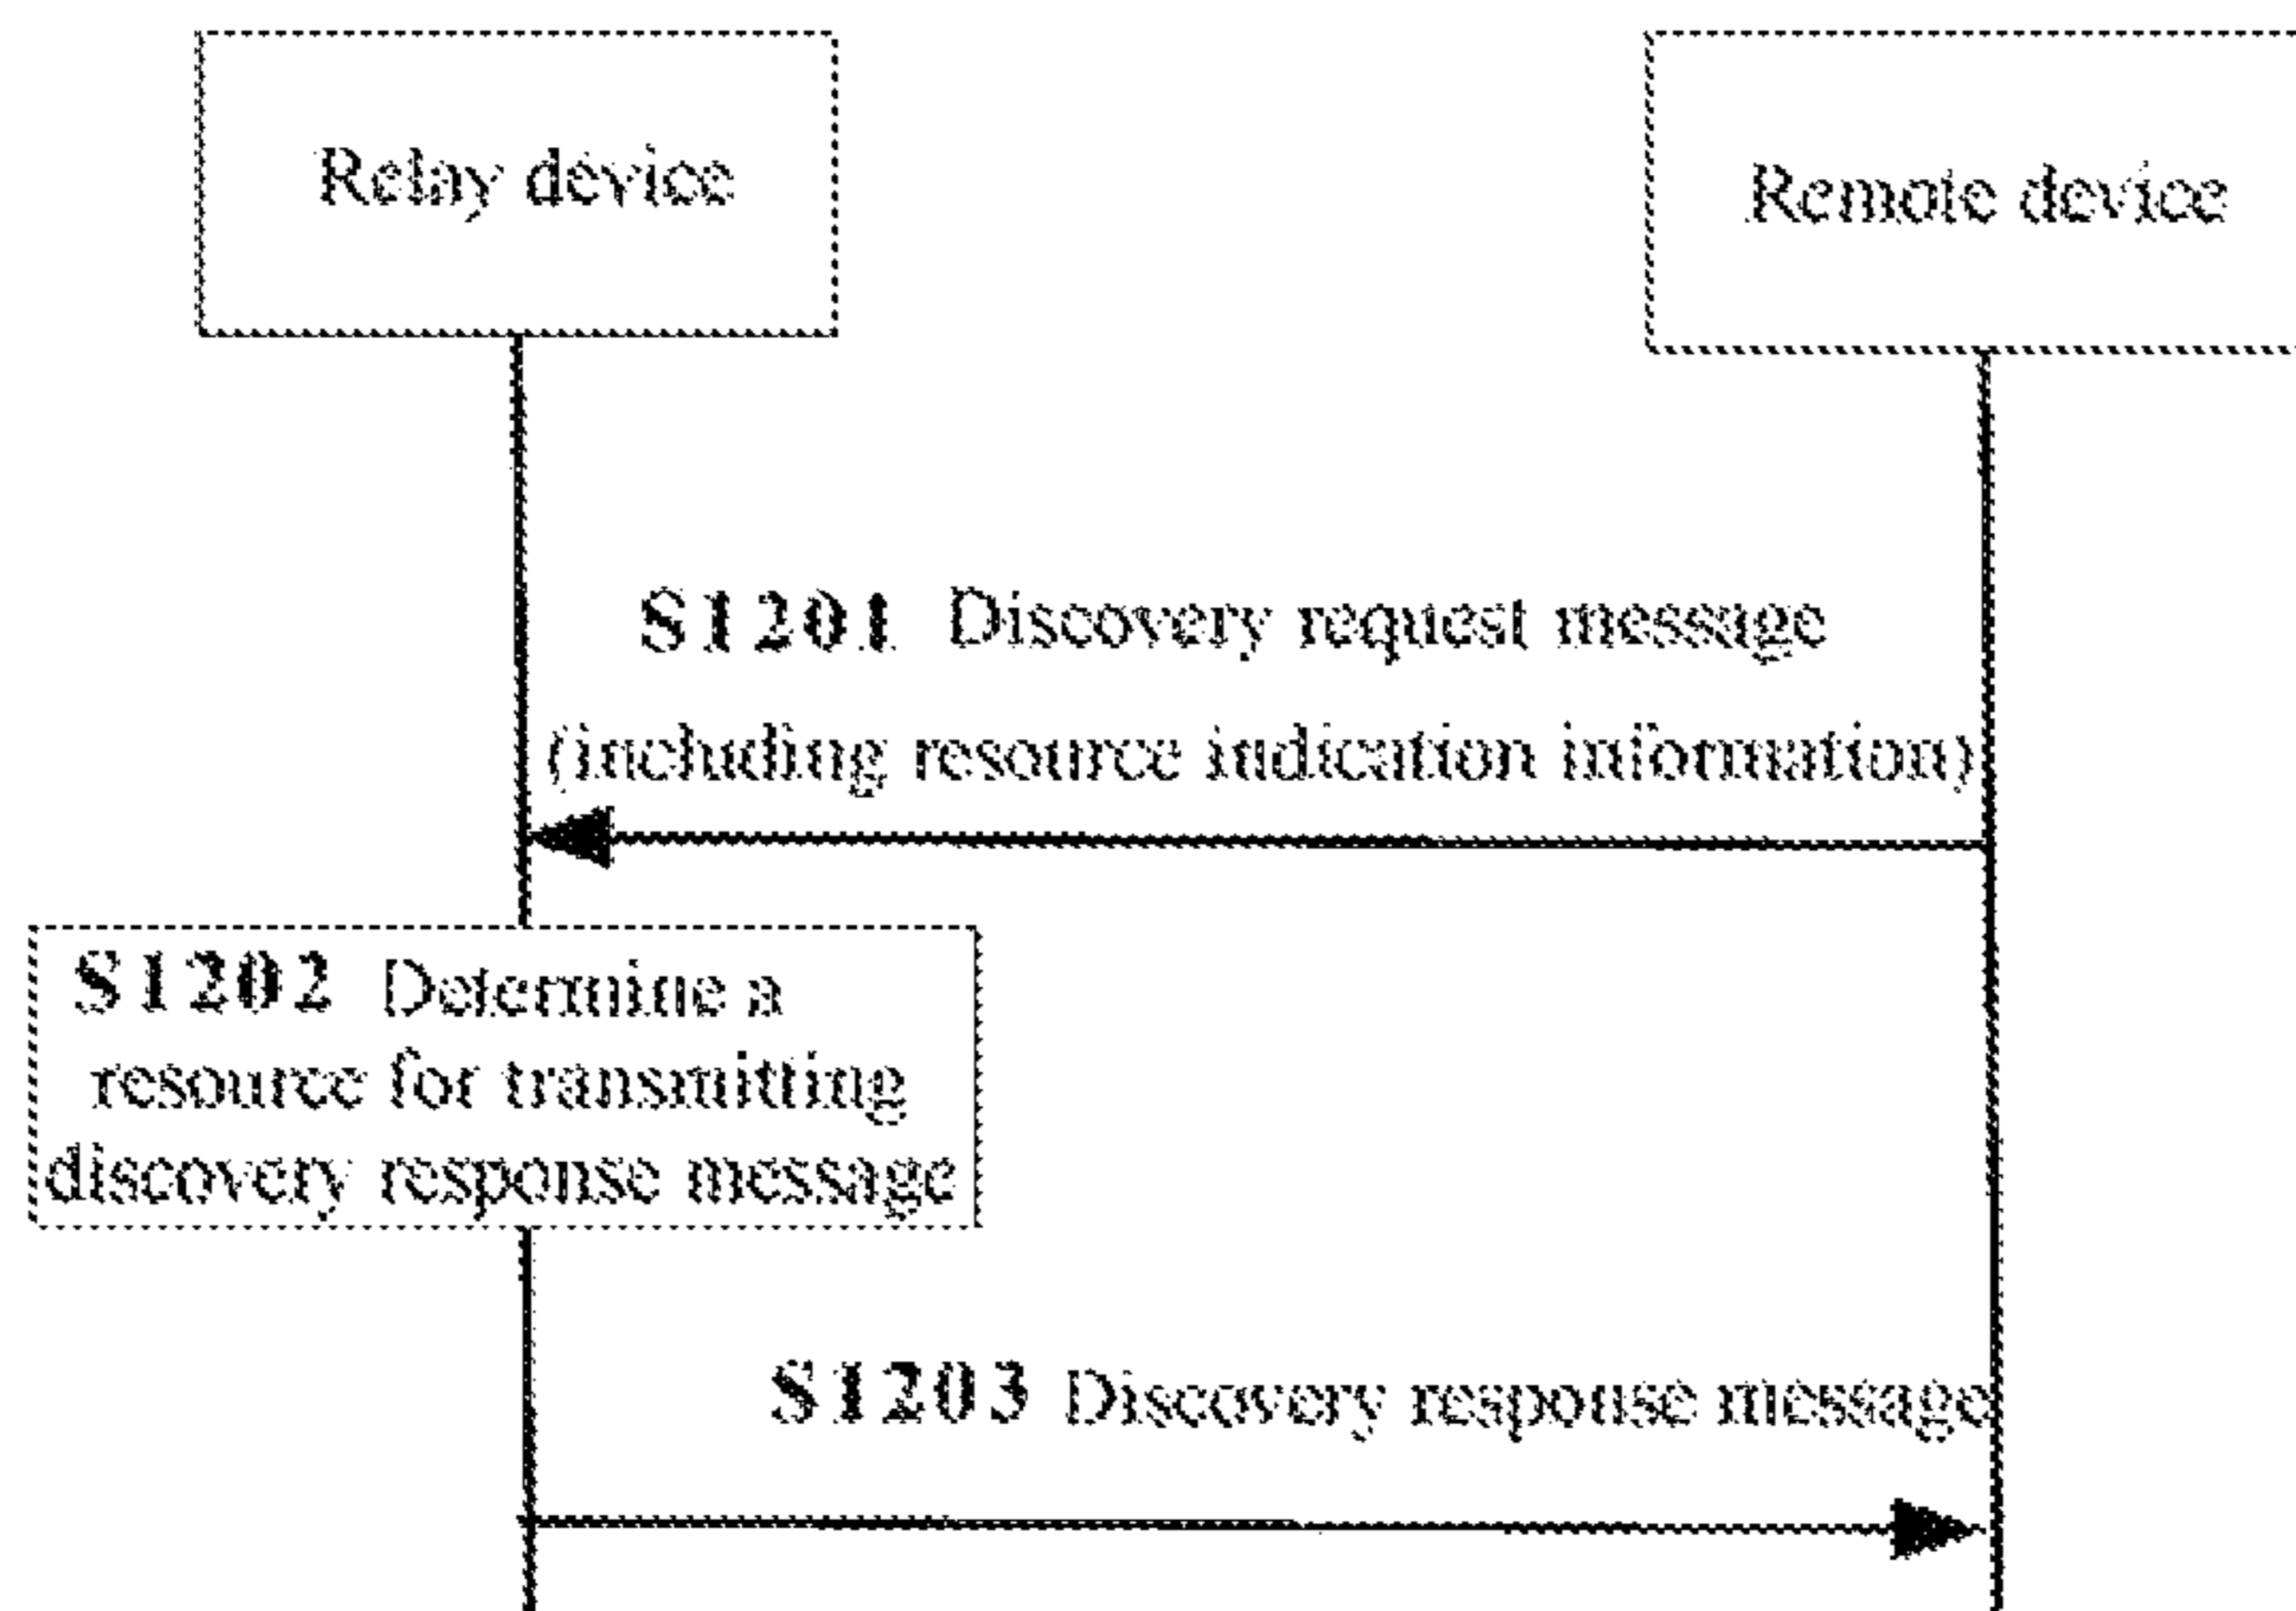 Relay device
Remote device
S1201 Discovery request message
(including resource indication information)
S1202 Determine a
resource for transmitting
discovery response message
S1203 Discovery response message